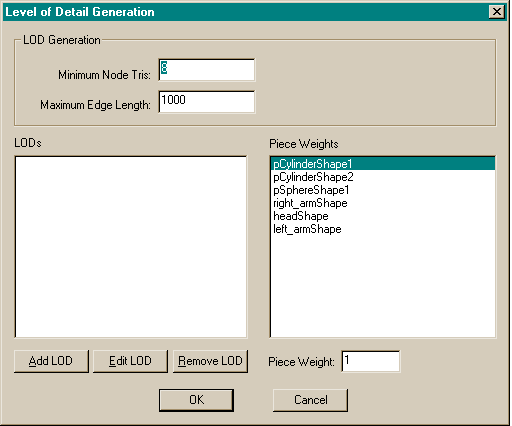 Level of Detail Generation
LOD Generation
Minimum Node Tris: 8
Maximum Edge Length: 1000
LODs
Piece Weights
pCylinderShape1
pCylinderShape2
pSphereShape1
right_armShape
headShape
left_armShape
Add LOD Edit LOD Remove LOD Piece Weight: 1
OK Cancel